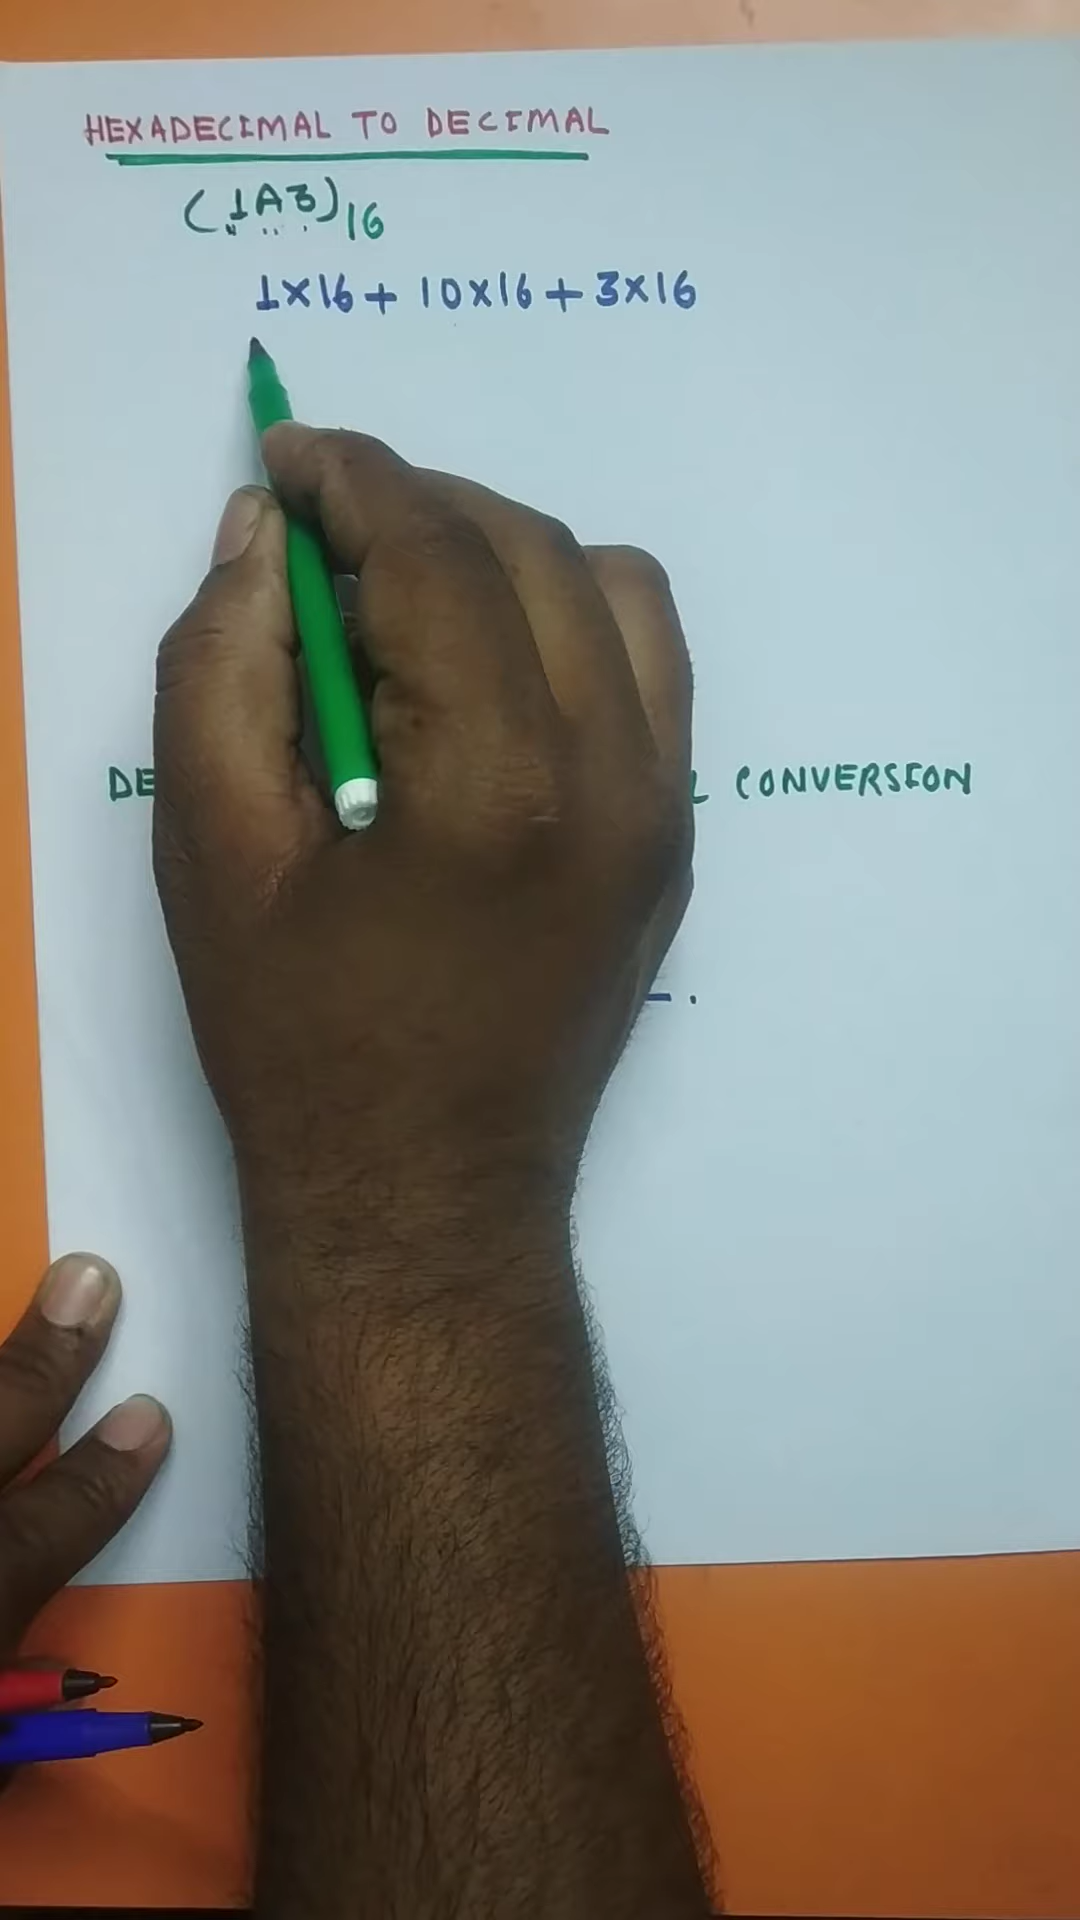 HEXADECIMAL TO DECIMAL
(1A3)16
1×16 + 10×16 + 3×16
CONVERSION